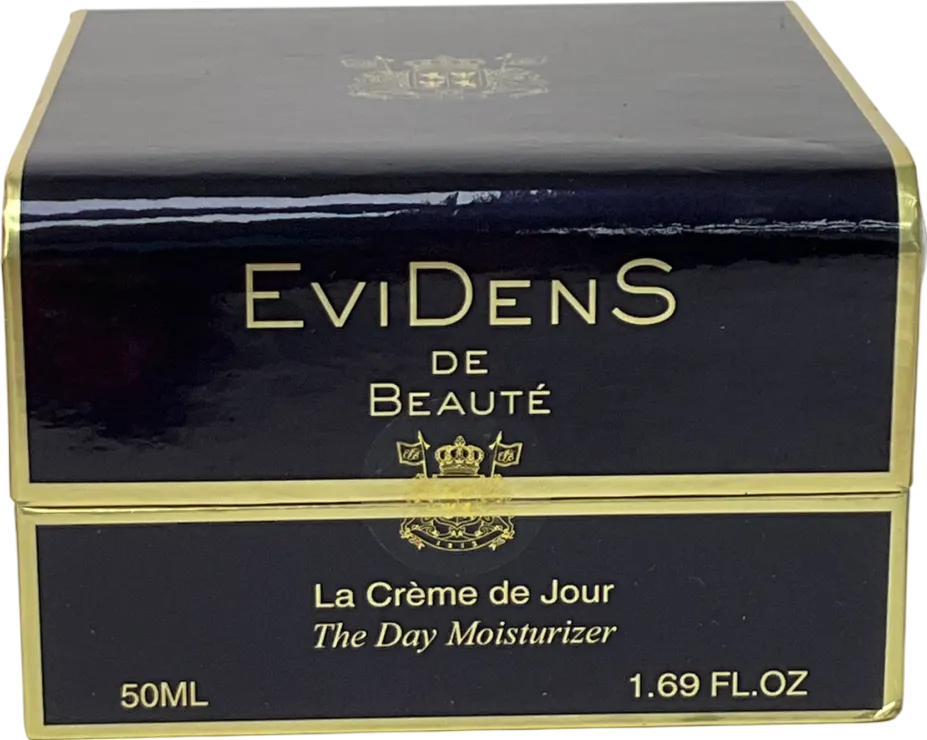 EVIDENS
DE
BEAUTÉ
La Crème de Jour
The Day Moisturizer
50ML
1.69 FL.OZ